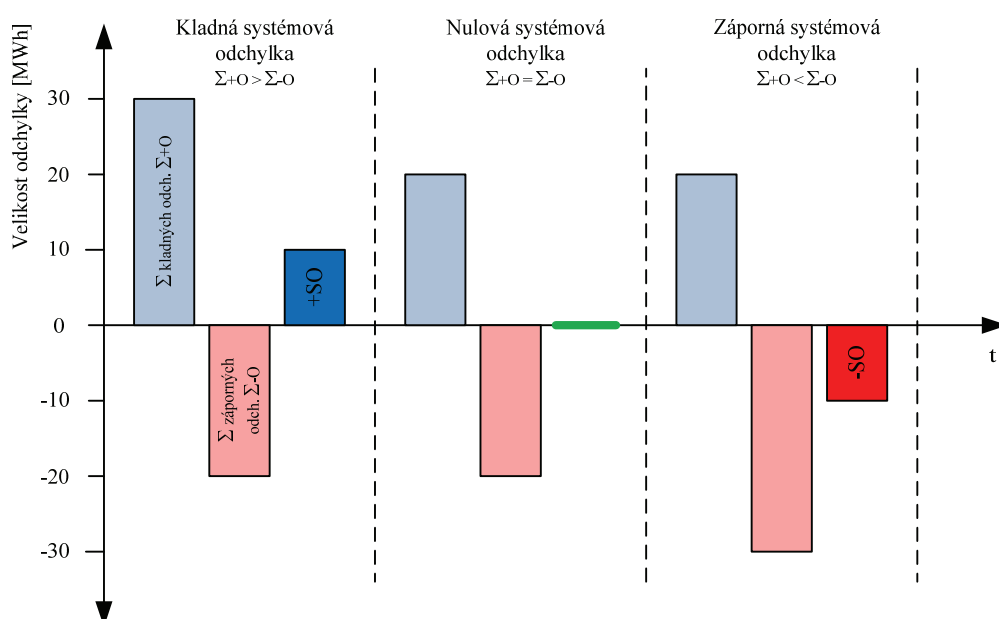 Kladná systémová
odchylka
Σ+O > Σ-O
Nulová systémová
odchylka
Σ+O = Σ-O
Záporná systémová
odchylka
Σ+O < Σ-O
Velikost odchylky [MWh]
30
20
10
0
-10
-20
-30
Σ kladných odch. Σ+O
Σ záporných
odch. Σ-O
+SO
-SO
t